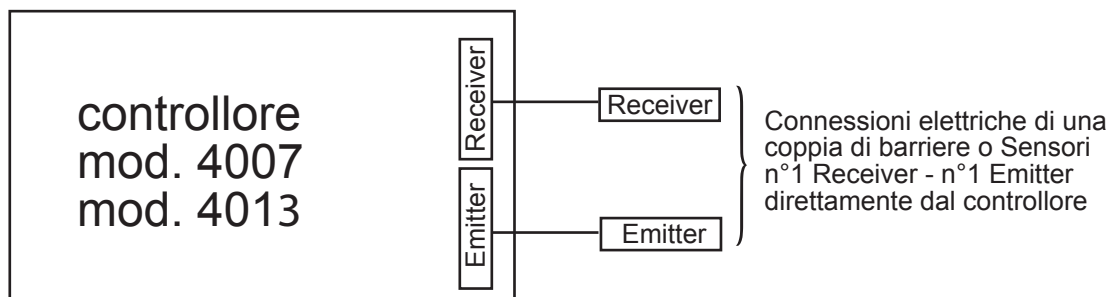 controllore
mod. 4007
mod. 4013
Receiver
Emitter
Receiver
Emitter
Connessioni elettriche di una
coppia di barriere o Sensori
n°1 Receiver - n°1 Emitter
direttamente dal controllore